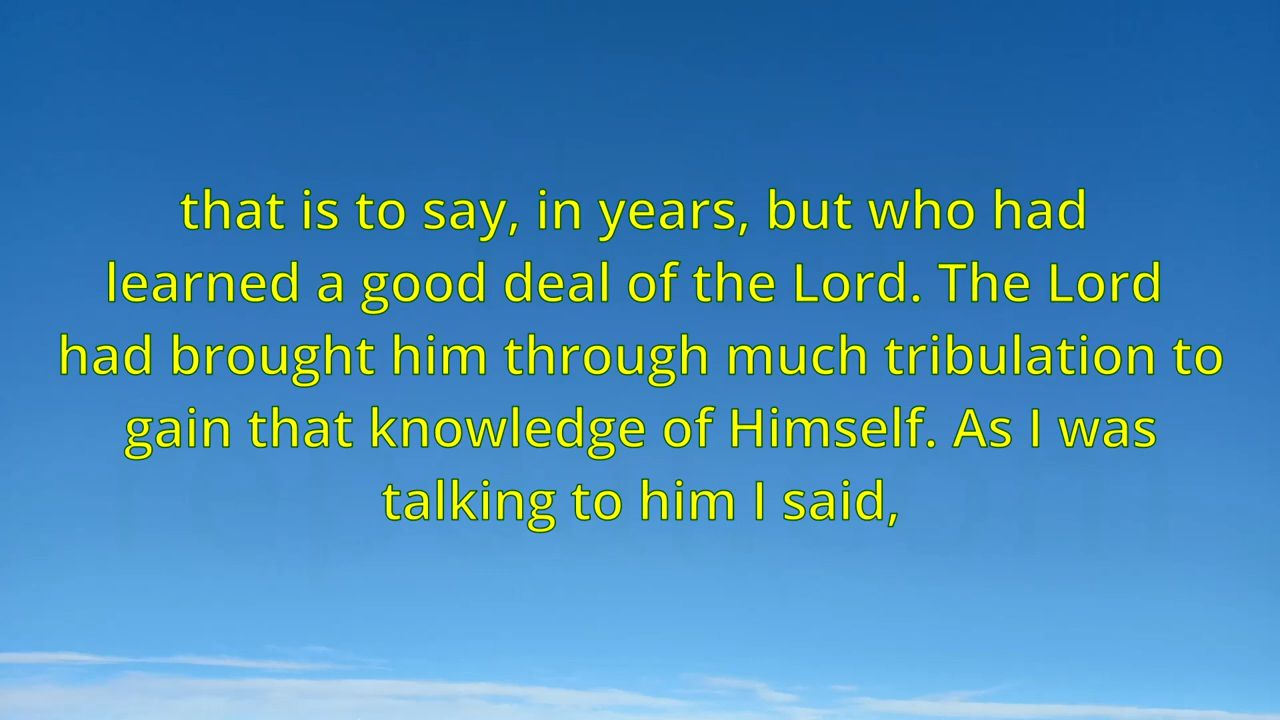 that is to say, in years, but who had
learned a good deal of the Lord. The Lord
had brought him through much tribulation to
gain that knowledge of Himself. As I was
talking to him I said,